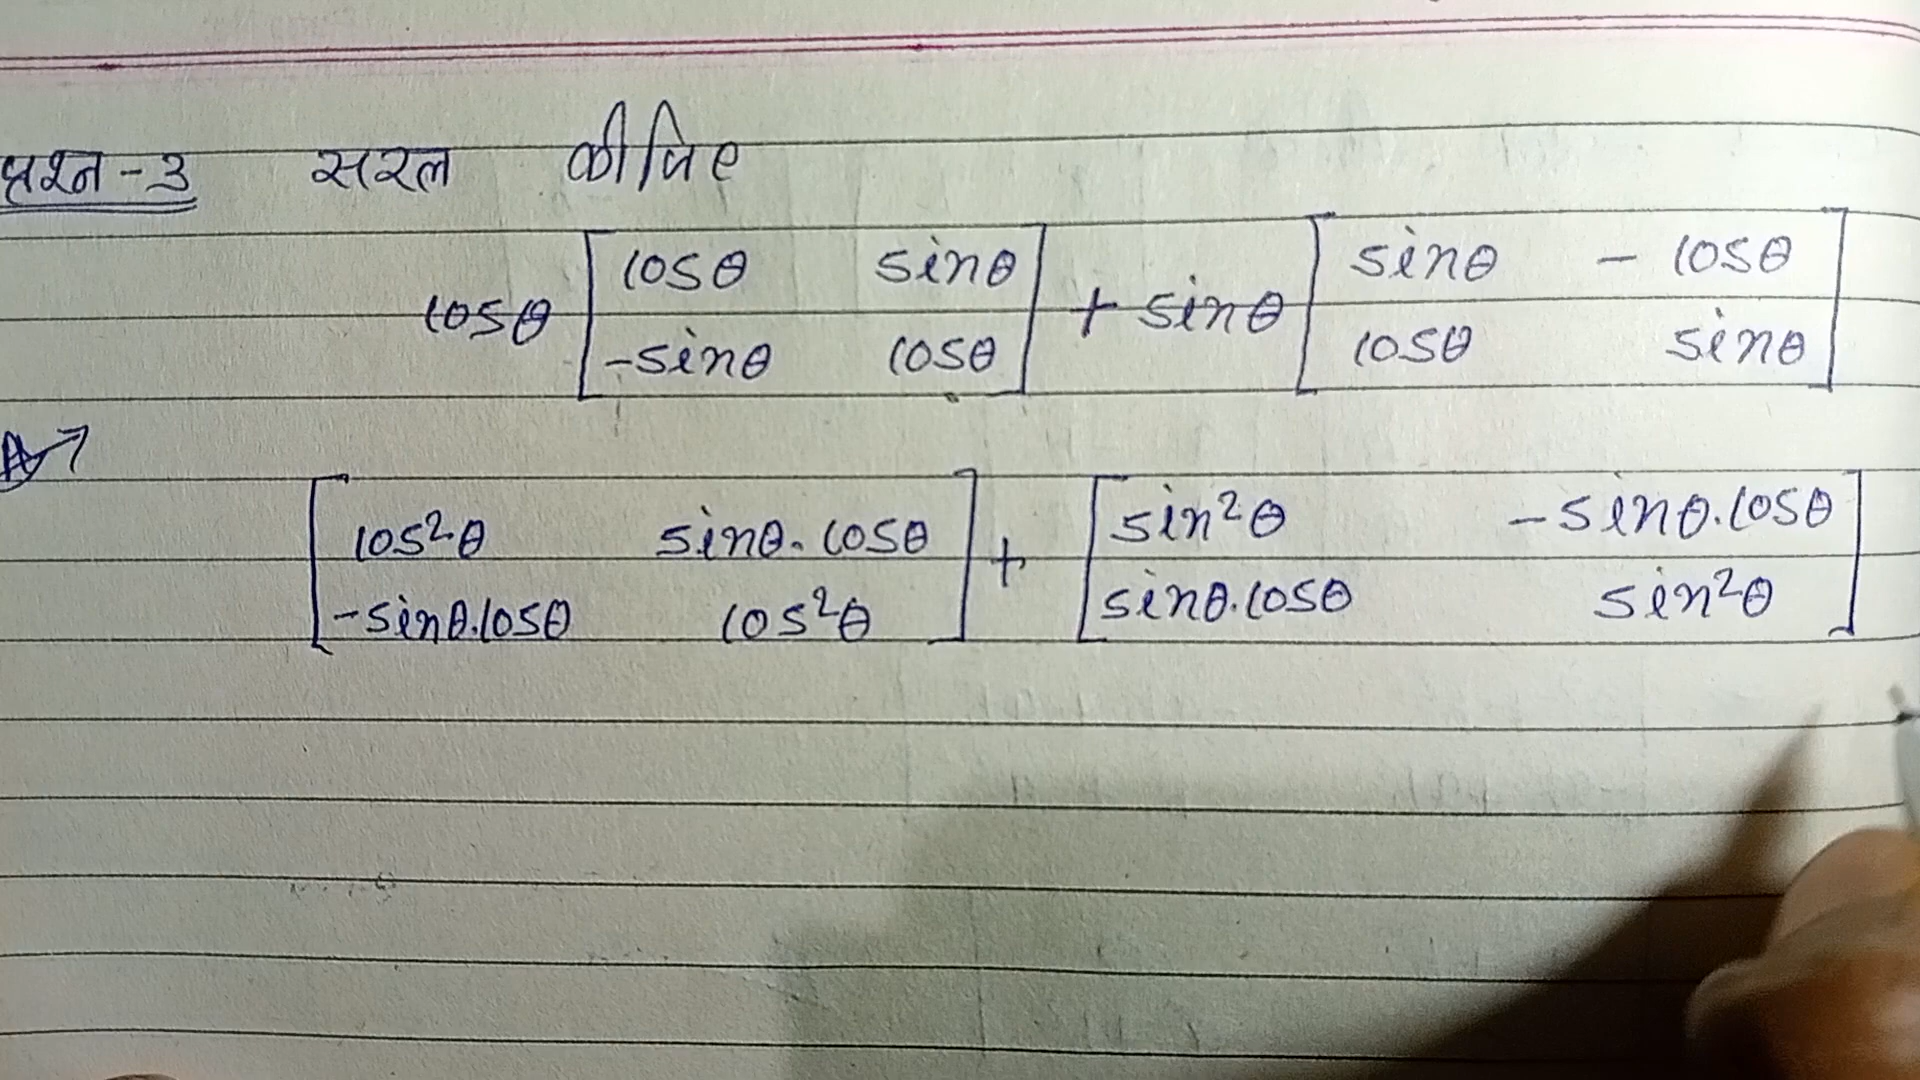 प्रश्न-3 सरल कीजिए
cosθ [ cosθ sinθ ] + sinθ [ sinθ - cosθ ]
[ -sinθ cosθ ] [ cosθ sinθ ]
[ cos²θ sinθ.cosθ ] + [ sin²θ -sinθ.cosθ ]
[ -sinθ.cosθ cos²θ ] [ sinθ.cosθ sin²θ ]